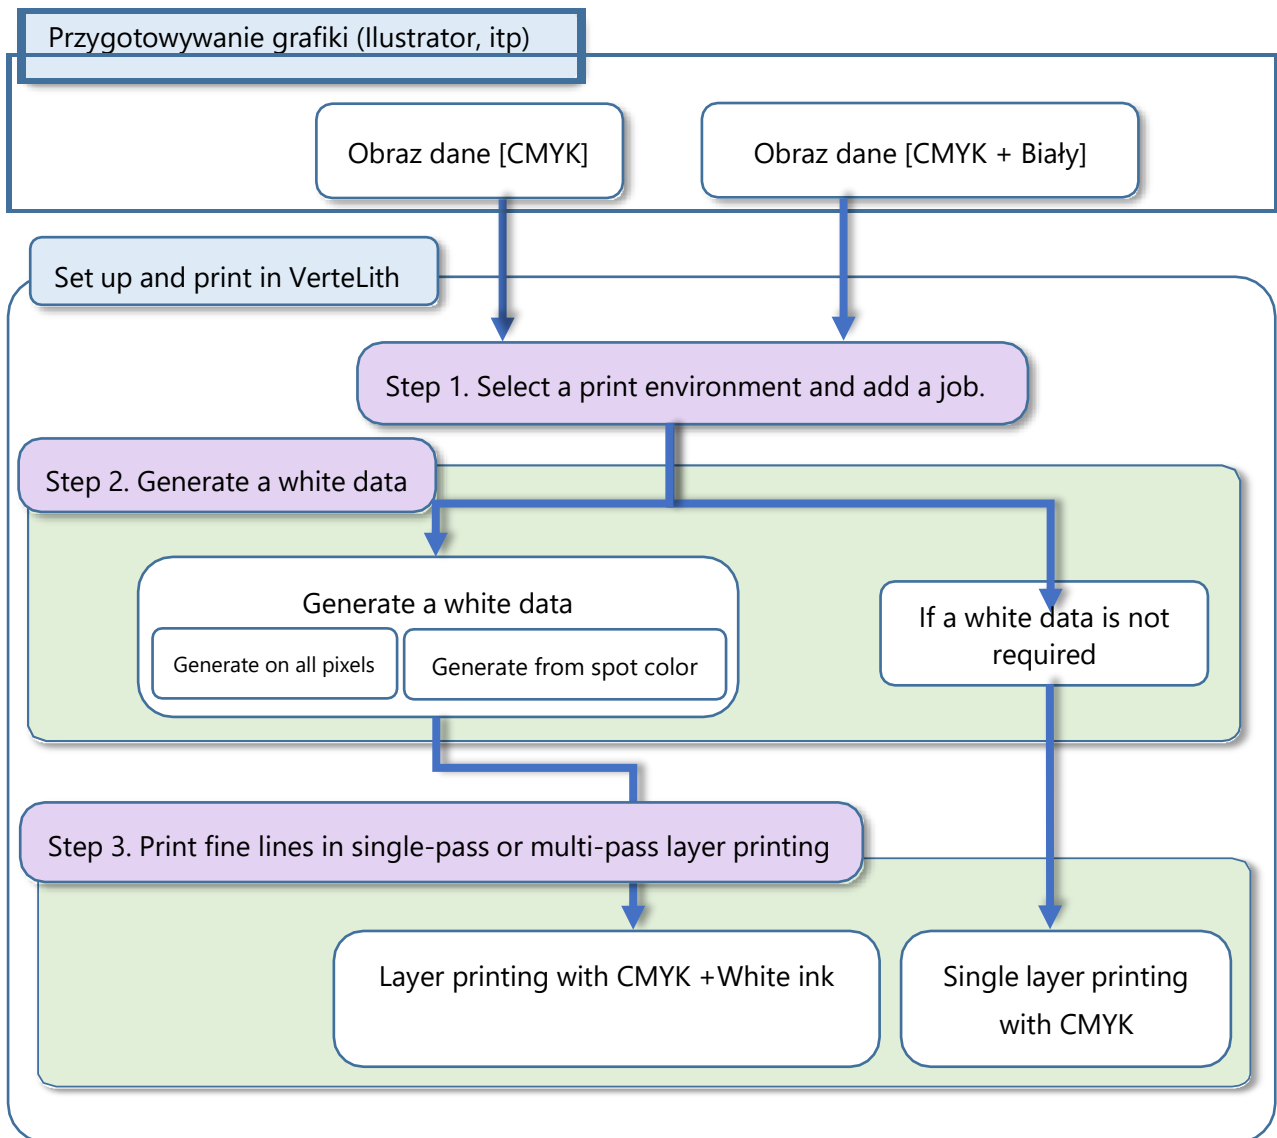 Przygotowywanie grafiki (Ilustrator, itp)
Obraz dane [CMYK]
Obraz dane [CMYK + Biały]
Set up and print in VerteLith
Step 1. Select a print environment and add a job.
Step 2. Generate a white data
Generate a white data
Generate on all pixels
Generate from spot color
If a white data is not
required
Step 3. Print fine lines in single-pass or multi-pass layer printing
Layer printing with CMYK +White ink
Single layer printing
with CMYK